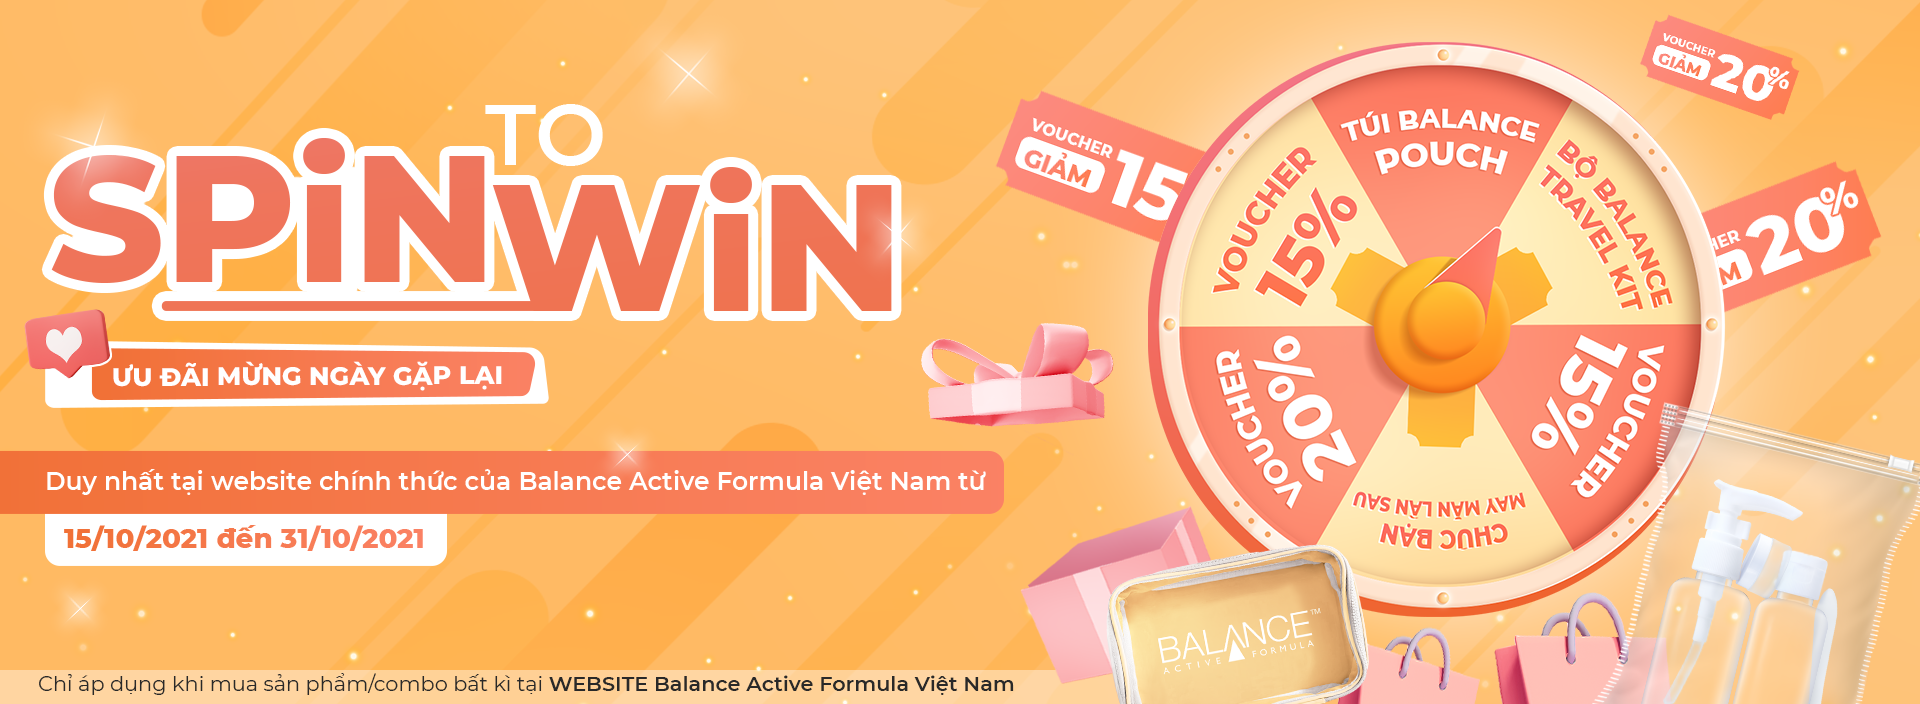 SPiN
TO
WiN
ƯU ĐÃI MỪNG NGÀY GẶP LẠI
Duy nhất tại website chính thức của Balance Active Formula Việt Nam từ
15/10/2021 đến 31/10/2021
Chỉ áp dụng khi mua sản phẩm/combo bất kì tại WEBSITE Balance Active Formula Việt Nam
VOUCHER
GIẢM
15
VOUCHER
GIẢM
20%
20%
TÚI BALANCE
POUCH
BỘ BALANCE
TRAVEL KIT
VOUCHER
15%
CHÚC BẠN
MAY MẮN LẦN SAU
VOUCHER
20%
VOUCHER
15%
BALANCE™
ACTIVE FORMULA